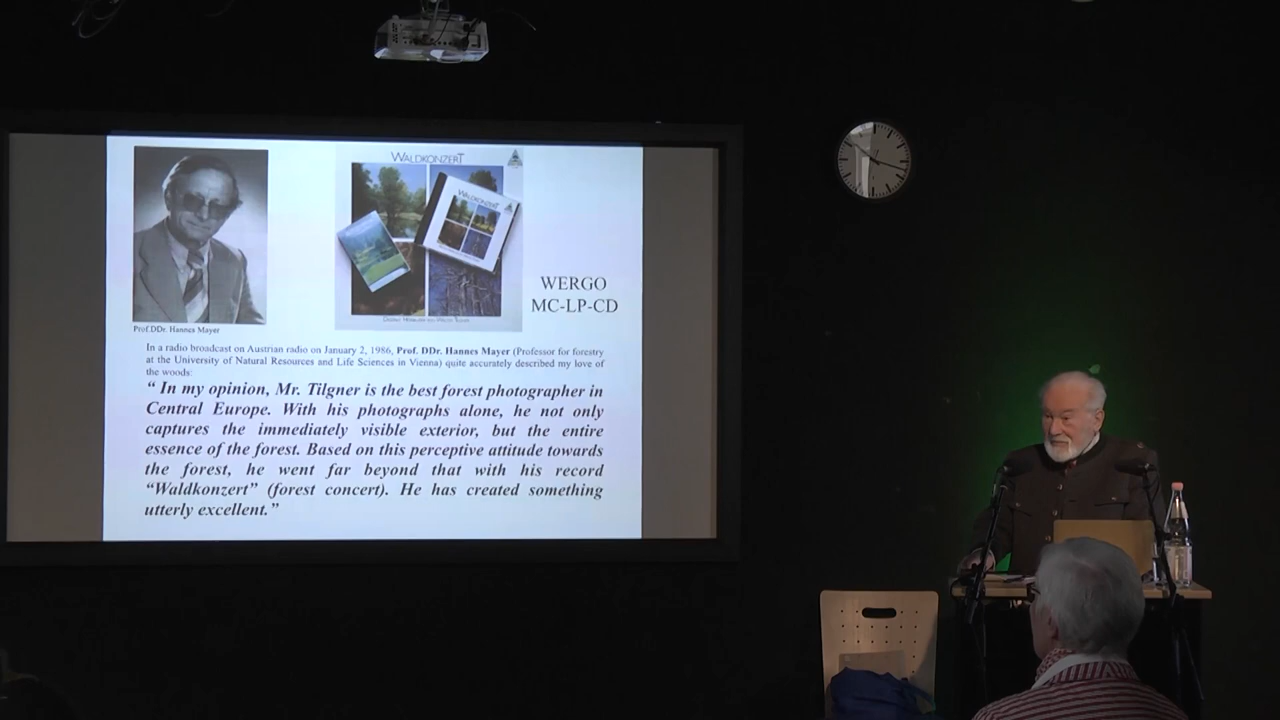 WALDKONZERT
WALDKONZERT
WERGO
MC-LP-CD
Prof.DDr. Hannes Mayer
In a radio broadcast on Austrian radio on January 2, 1986, Prof. DDr. Hannes Mayer (Professor for forestry
at the University of Natural Resources and Life Sciences in Vienna) quite accurately described my love of
the woods:
“ In my opinion, Mr. Tilgner is the best forest photographer in
Central Europe. With his photographs alone, he not only
captures the immediately visible exterior, but the entire
essence of the forest. Based on this perceptive attitude towards
the forest, he went far beyond that with his record
“Waldkonzert” (forest concert). He has created something
utterly excellent.”